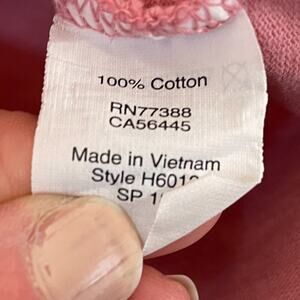 100% Cotton
RN77388
CA56445
Made in Vietnam
Style
SP